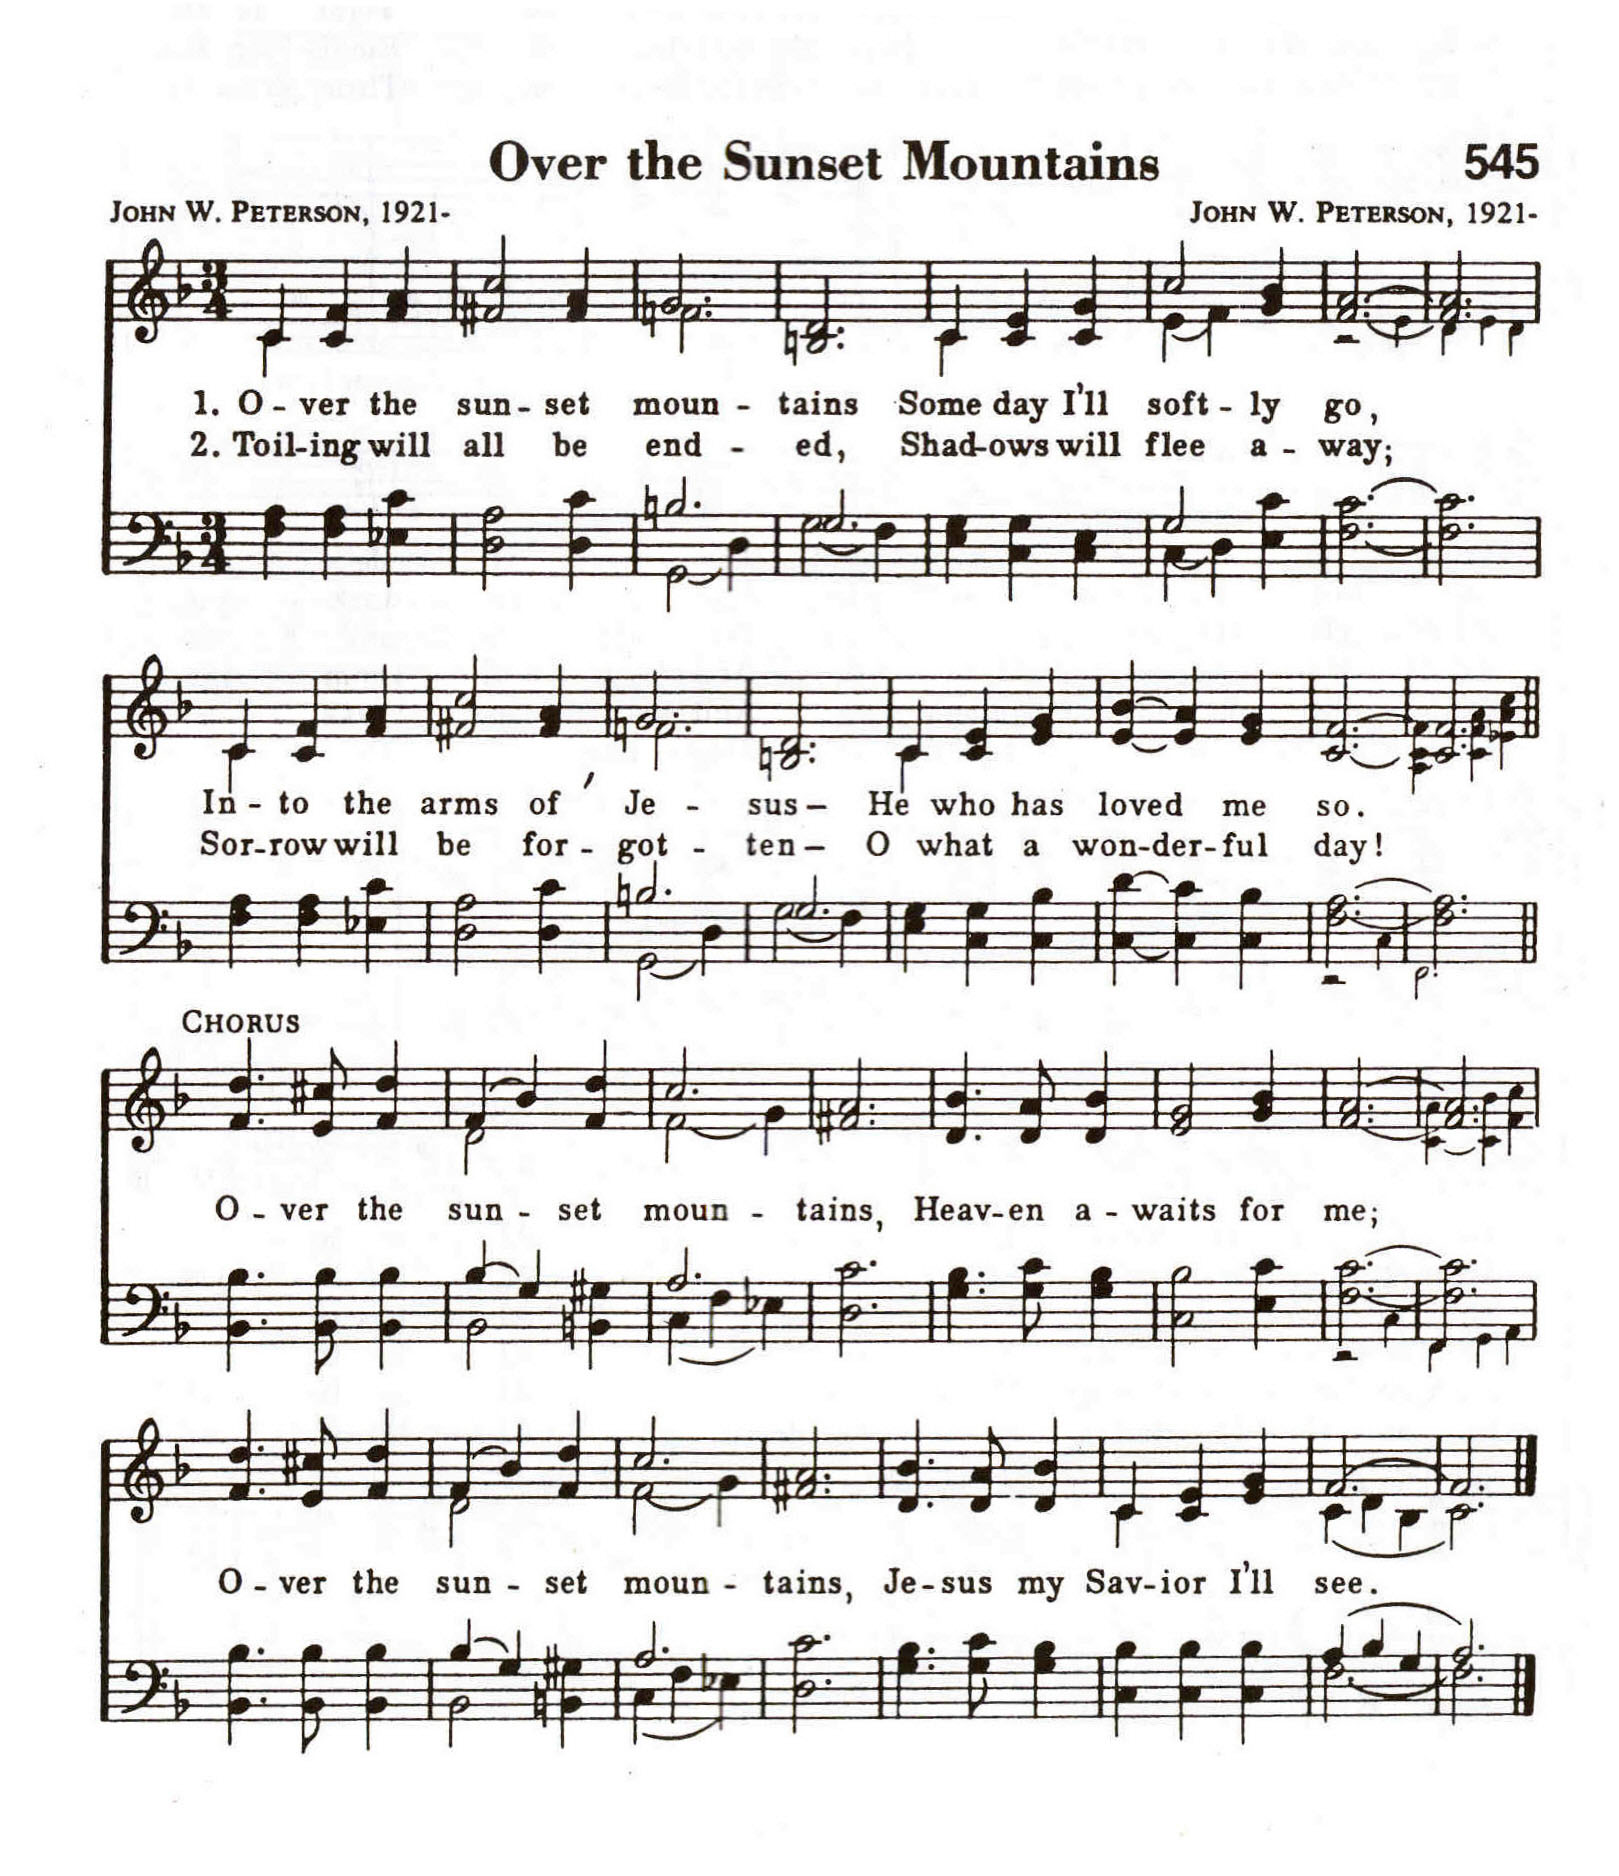 Over the Sunset Mountains 545
JOHN W. PETERSON, 1921- JOHN W. PETERSON, 1921-
1. O - ver the sun - set moun - tains Some day I'll soft - ly go,
2. Toil-ing will all be end - ed, Shad-ows will flee a - way;
In - to the arms of ’ Je - sus— He who has loved me so.
Sor-row will be for - got - ten— O what a won-der-ful day!
CHORUS
O - ver the sun - set moun - tains, Heav-en a - waits for me;
O - ver the sun - set moun - tains, Je-sus my Sav-ior I'll see.